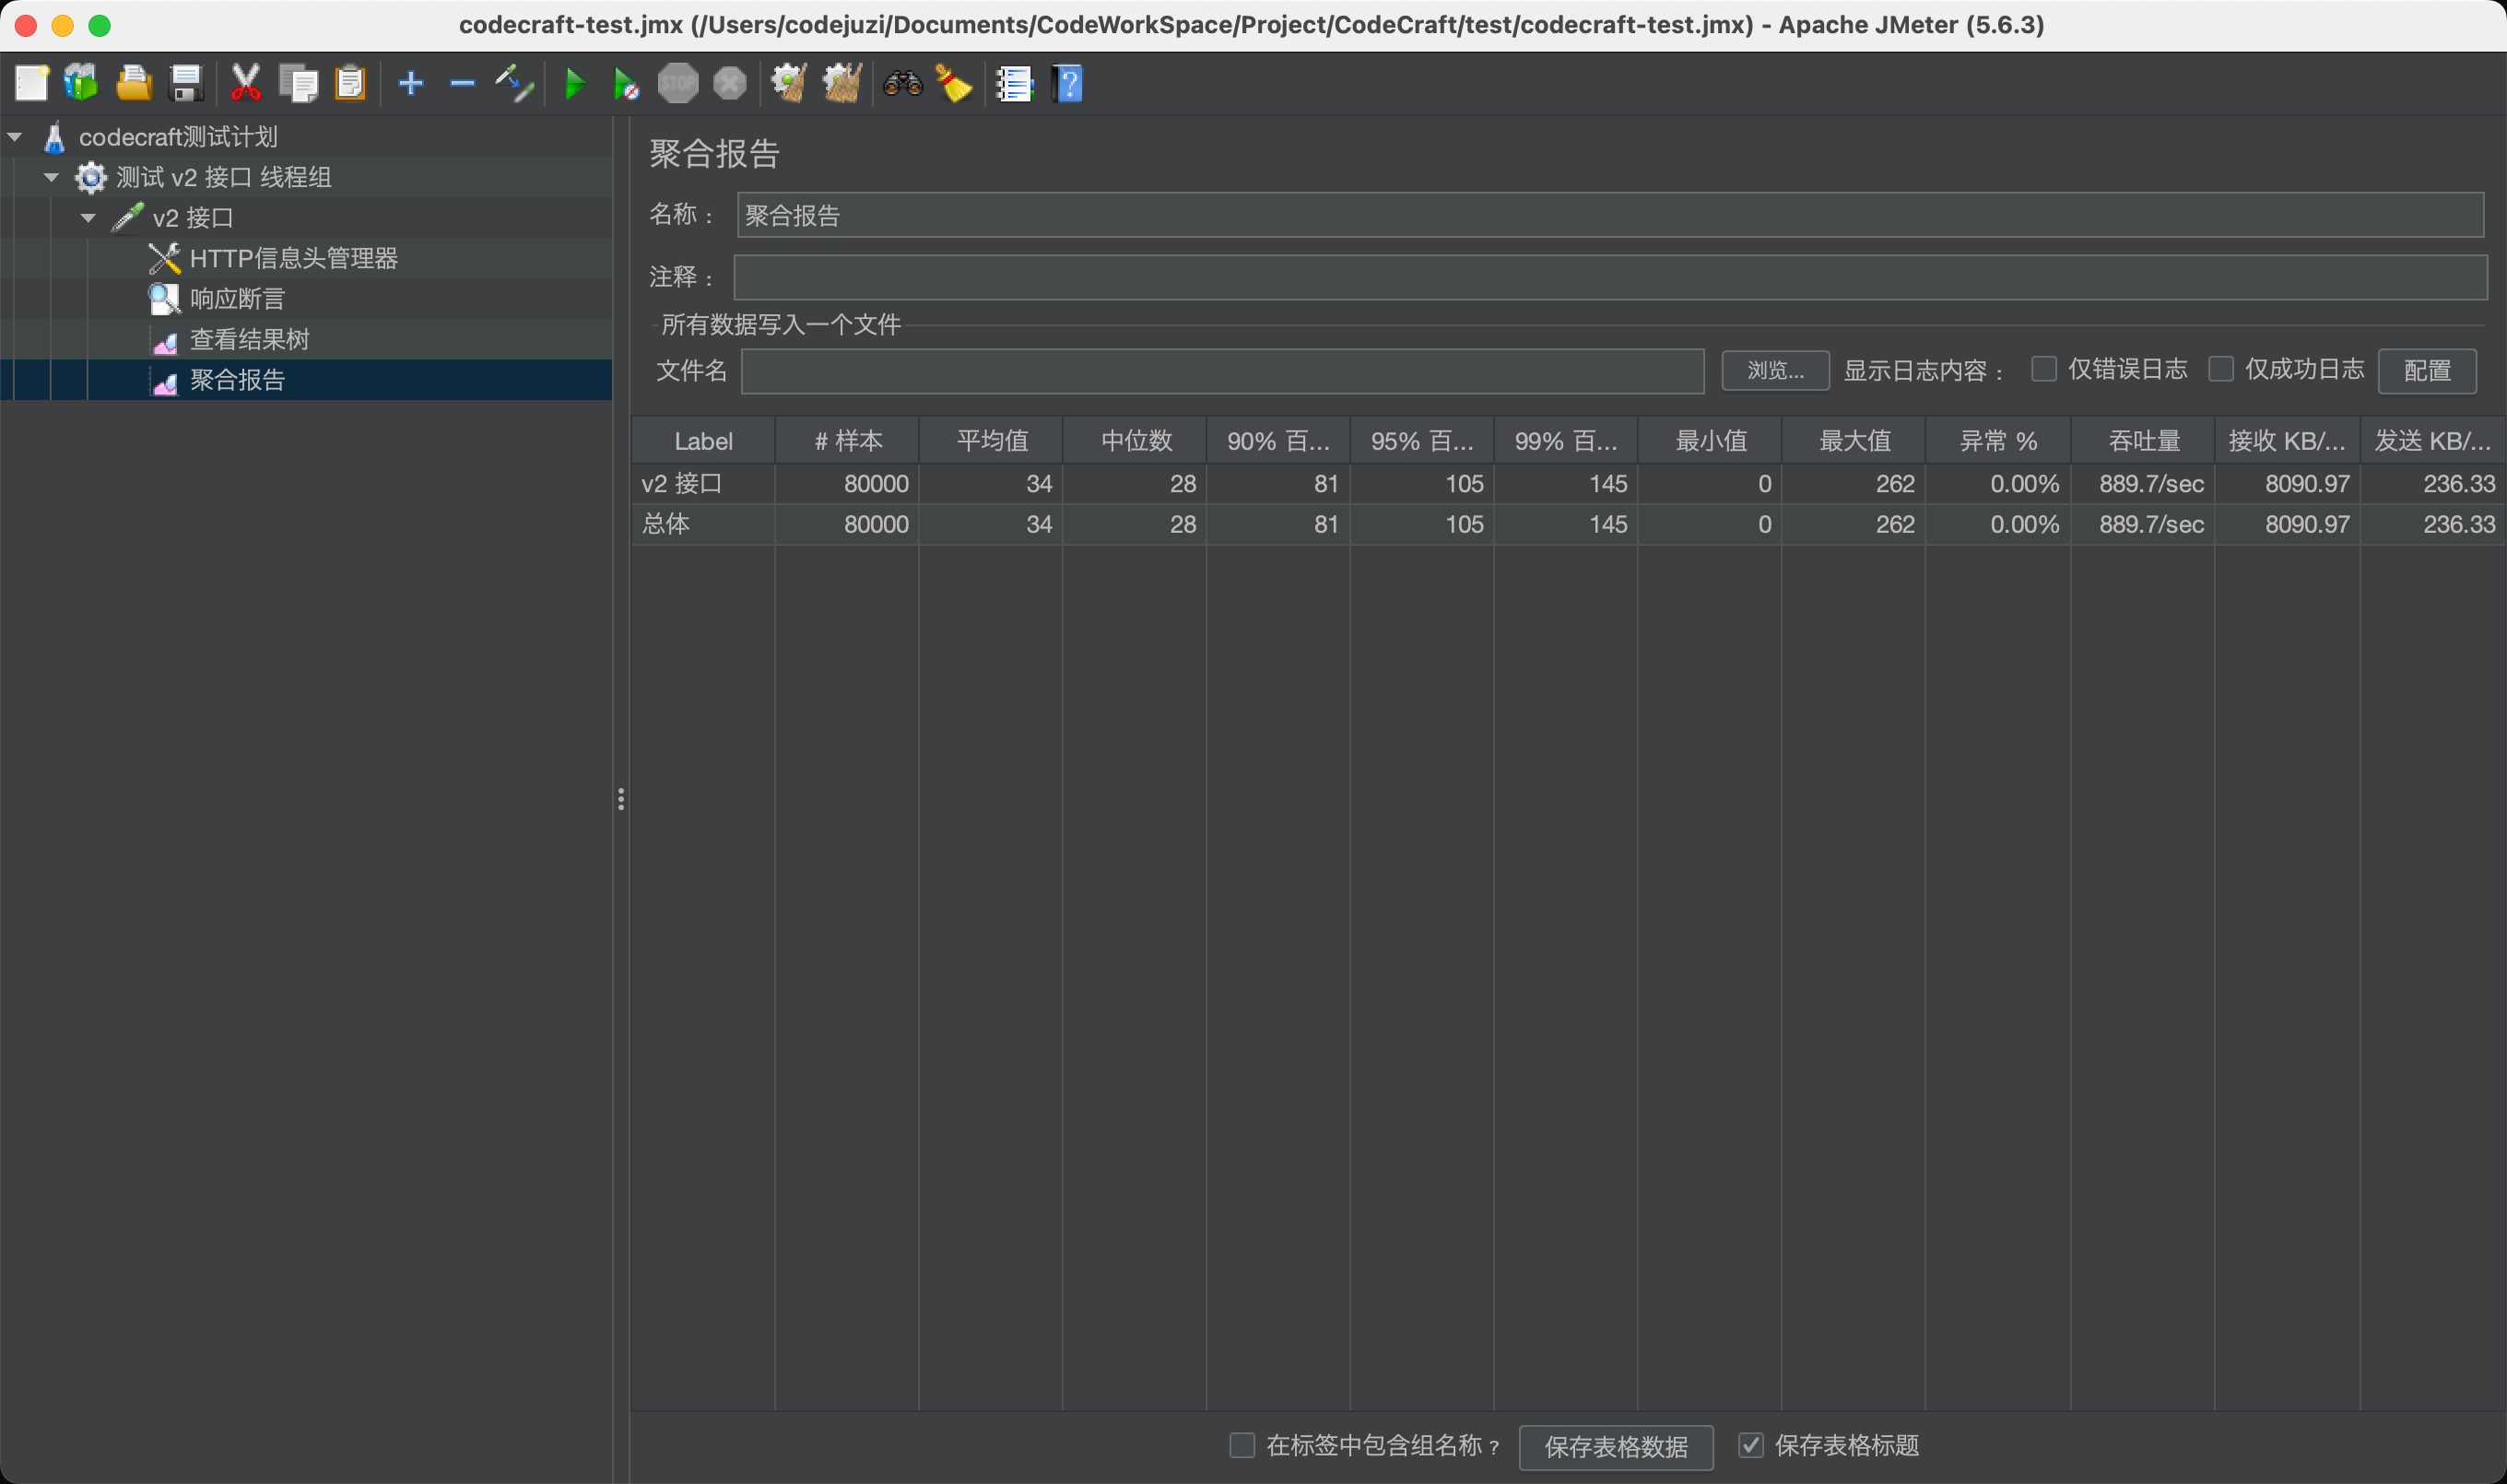 codecraft-test.jmx (/Users/codejuzi/Documents/CodeWorkSpace/Project/CodeCraft/test/codecraft-test.jmx) - Apache JMeter (5.6.3)
STOP
codecraft测试计划
测试 v2 接口 线程组
v2 接口
HTTP信息头管理器
响应断言
查看结果树
聚合报告
聚合报告
名称： 聚合报告
注释：
所有数据写入一个文件
文件名 浏览... 显示日志内容： 仅错误日志 仅成功日志 配置
Label # 样本 平均值 中位数 90% 百... 95% 百... 99% 百... 最小值 最大值 异常 % 吞吐量 接收 KB/... 发送 KB/...
v2 接口 80000 34 28 81 105 145 0 262 0.00% 889.7/sec 8090.97 236.33
总体 80000 34 28 81 105 145 0 262 0.00% 889.7/sec 8090.97 236.33
在标签中包含组名称？ 保存表格数据 保存表格标题